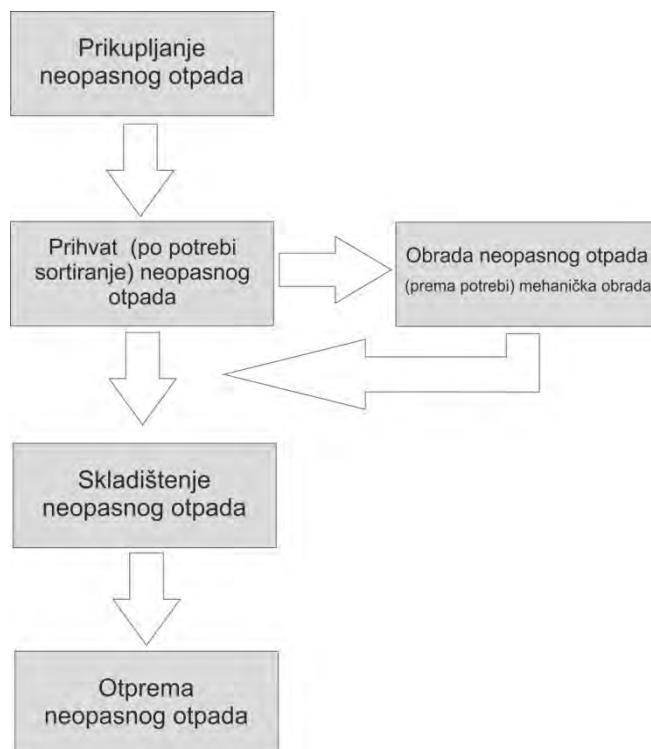 Prikupljanje
neopasnog otpada
Prihvat (po potrebi
sortiranje) neopasnog
otpada
Obrada neopasnog otpada
(prema potrebi) mehanička obrada
Skladištenje
neopasnog otpada
Otprema
neopasnog otpada